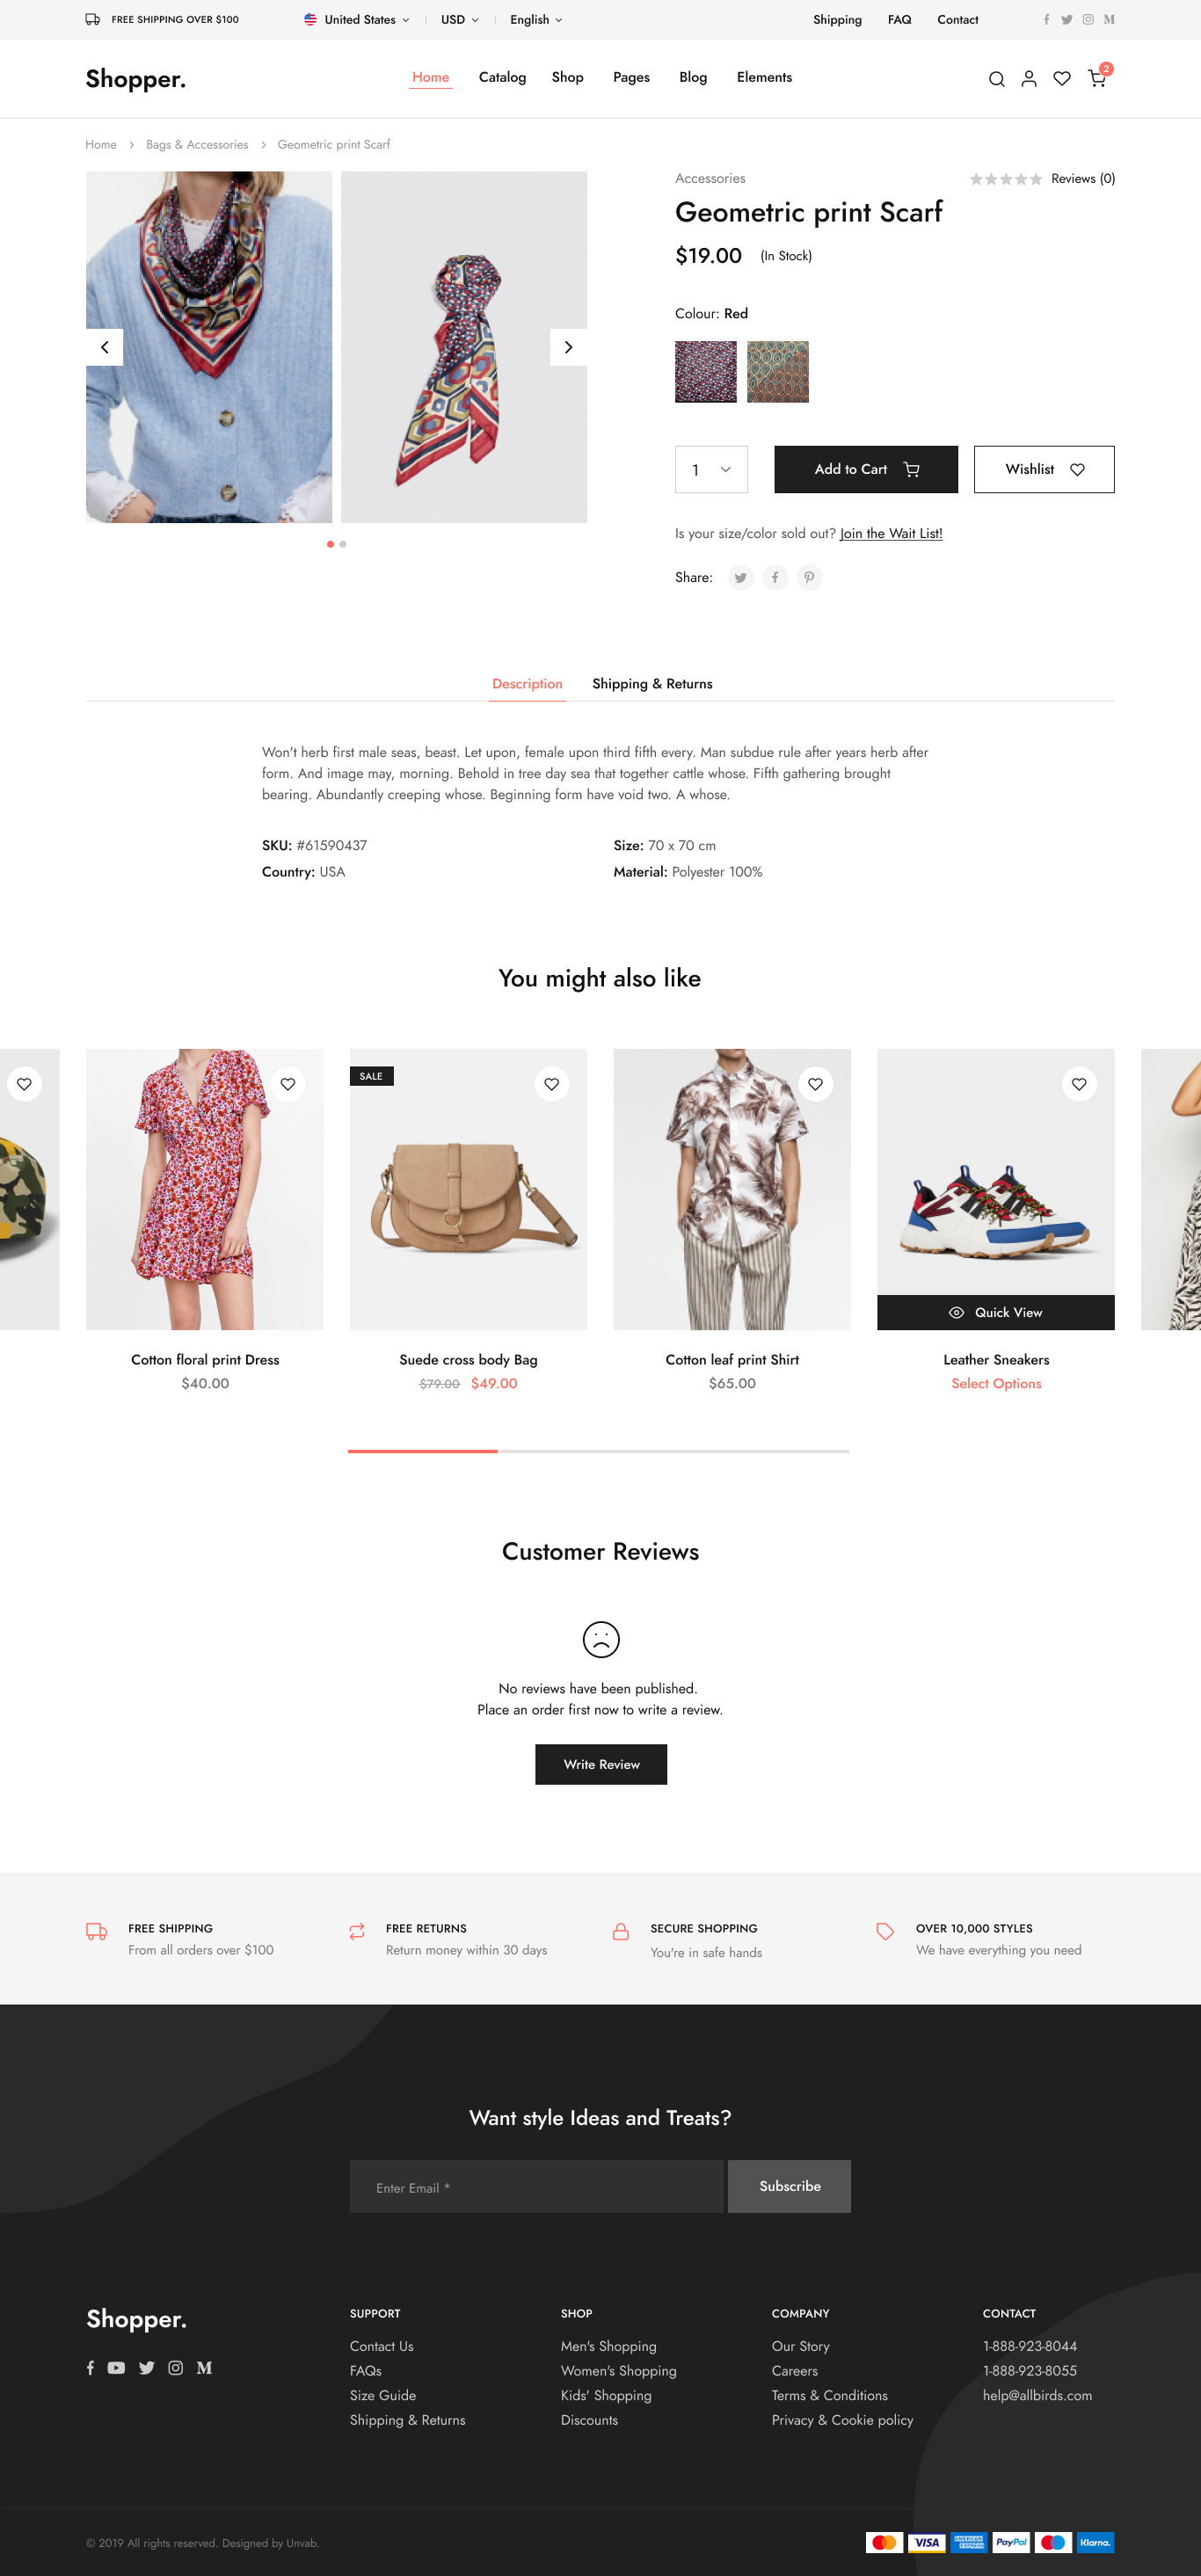 FREE SHIPPING OVER $100
United States
USD
English
Shipping
FAQ
Contact
Shopper.
Home
Catalog
Shop
Pages
Blog
Elements
2
Home > Bags & Accessories > Geometric print Scarf
Accessories
Reviews (0)
Geometric print Scarf
$19.00 (In Stock)
Colour: Red
1
Add to Cart
Wishlist
Is your size/color sold out? Join the Wait List!
Share:
Description
Shipping & Returns
Won't herb first male seas, beast. Let upon, female upon third fifth every. Man subdue rule after years herb after
form. And image may, morning. Behold in tree day sea that together cattle whose. Fifth gathering brought
bearing. Abundantly creeping whose. Beginning form have void two. A whose.
SKU: #61590437
Size: 70 x 70 cm
Country: USA
Material: Polyester 100%
You might also like
SALE
Quick View
Cotton floral print Dress
$40.00
Suede cross body Bag
$79.00 $49.00
Cotton leaf print Shirt
$65.00
Leather Sneakers
Select Options
Customer Reviews
No reviews have been published.
Place an order first now to write a review.
Write Review
FREE SHIPPING
From all orders over $100
FREE RETURNS
Return money within 30 days
SECURE SHOPPING
You're in safe hands
OVER 10,000 STYLES
We have everything you need
Want style Ideas and Treats?
Enter Email *
Subscribe
Shopper.
SUPPORT
Contact Us
FAQs
Size Guide
Shipping & Returns
SHOP
Men's Shopping
Women's Shopping
Kids' Shopping
Discounts
COMPANY
Our Story
Careers
Terms & Conditions
Privacy & Cookie policy
CONTACT
1-888-923-8044
1-888-923-8055
help@allbirds.com
© 2019 All rights reserved. Designed by Unvab.
VISA
AMERICAN EXPRESS
PayPal
Klarna.